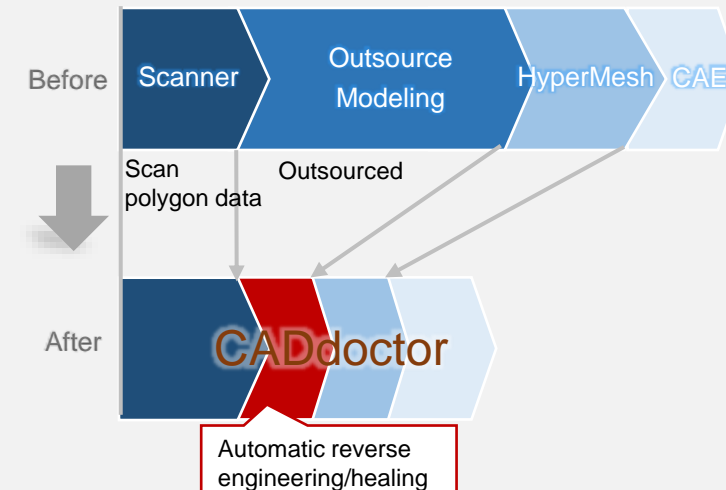 Before
Scanner
Outsource
Modeling
HyperMesh
CAE
Scan
polygon data
Outsourced
After
CADdoctor
Automatic reverse
engineering/healing